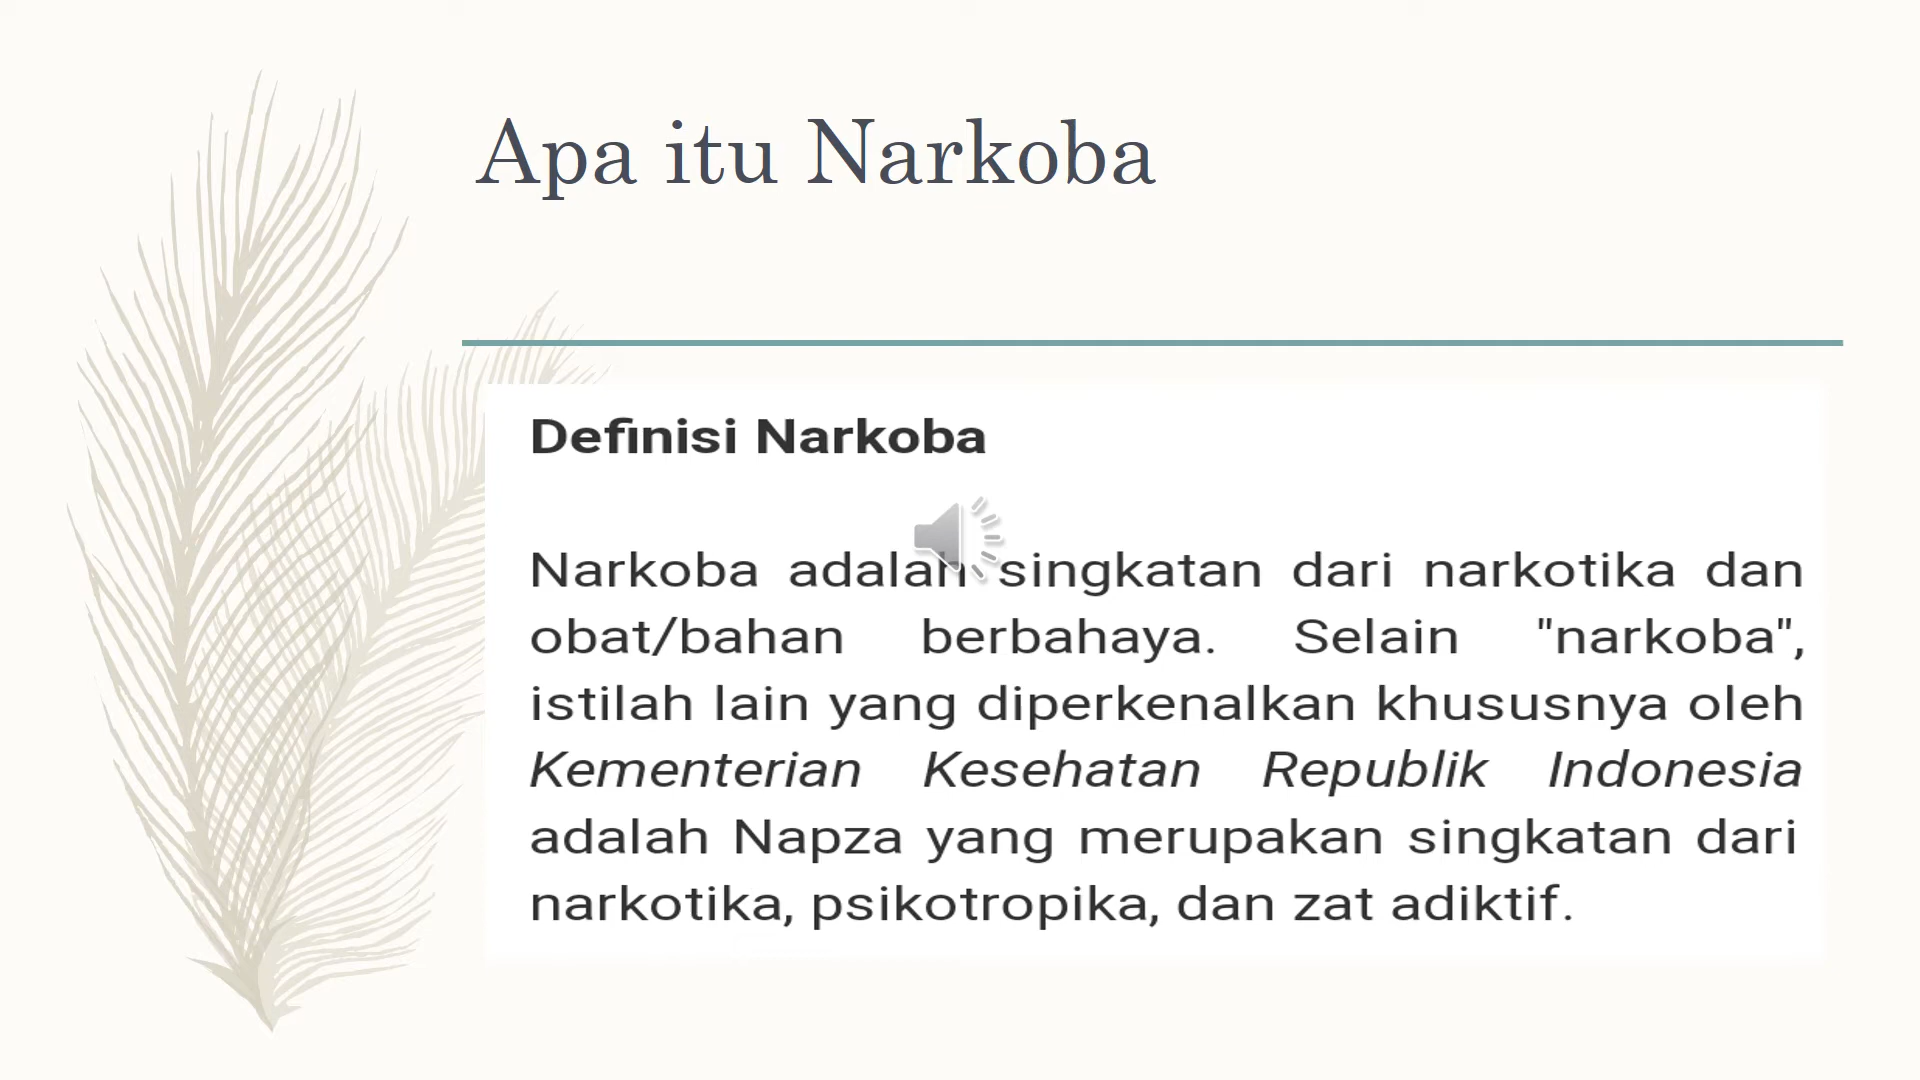 Apa itu Narkoba
Definisi Narkoba
Narkoba adalah singkatan dari narkotika dan
obat/bahan berbahaya. Selain "narkoba",
istilah lain yang diperkenalkan khususnya oleh
Kementerian Kesehatan Republik Indonesia
adalah Napza yang merupakan singkatan dari
narkotika, psikotropika, dan zat adiktif.